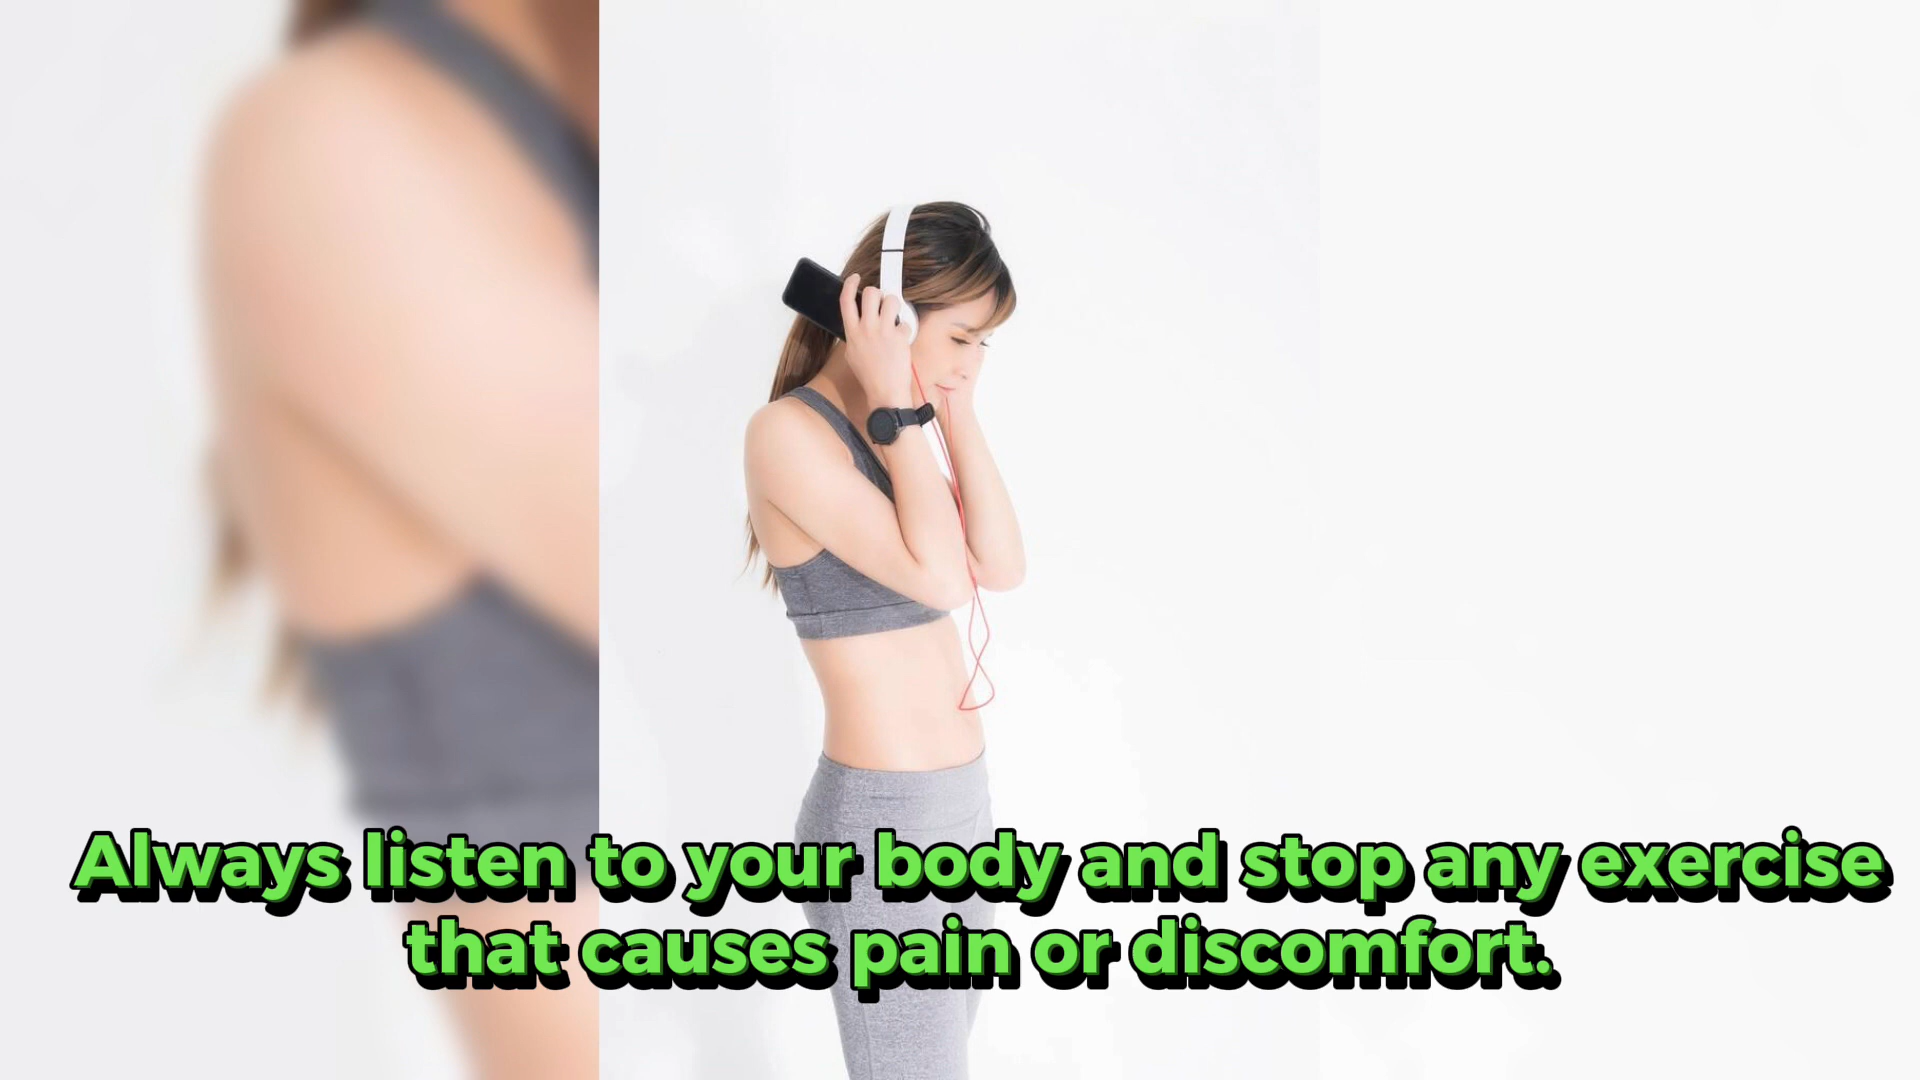 Always listen to your body and stop any exercise
that causes pain or discomfort.